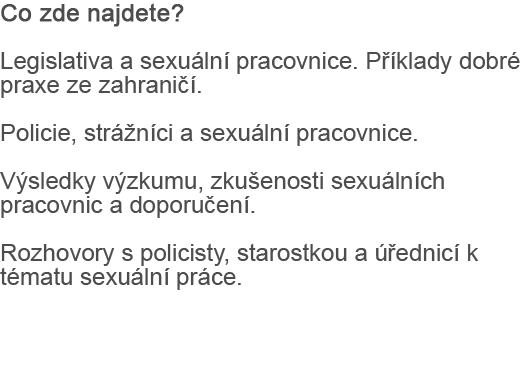 Co zde najdete?
Legislativa a sexuální pracovnice. Příklady dobré
praxe ze zahraničí.
Policie, strážníci a sexuální pracovnice.
Výsledky výzkumu, zkušenosti sexuálních
pracovnic a doporučení.
Rozhovory s policisty, starostkou a úřednicí k
tématu sexuální práce.